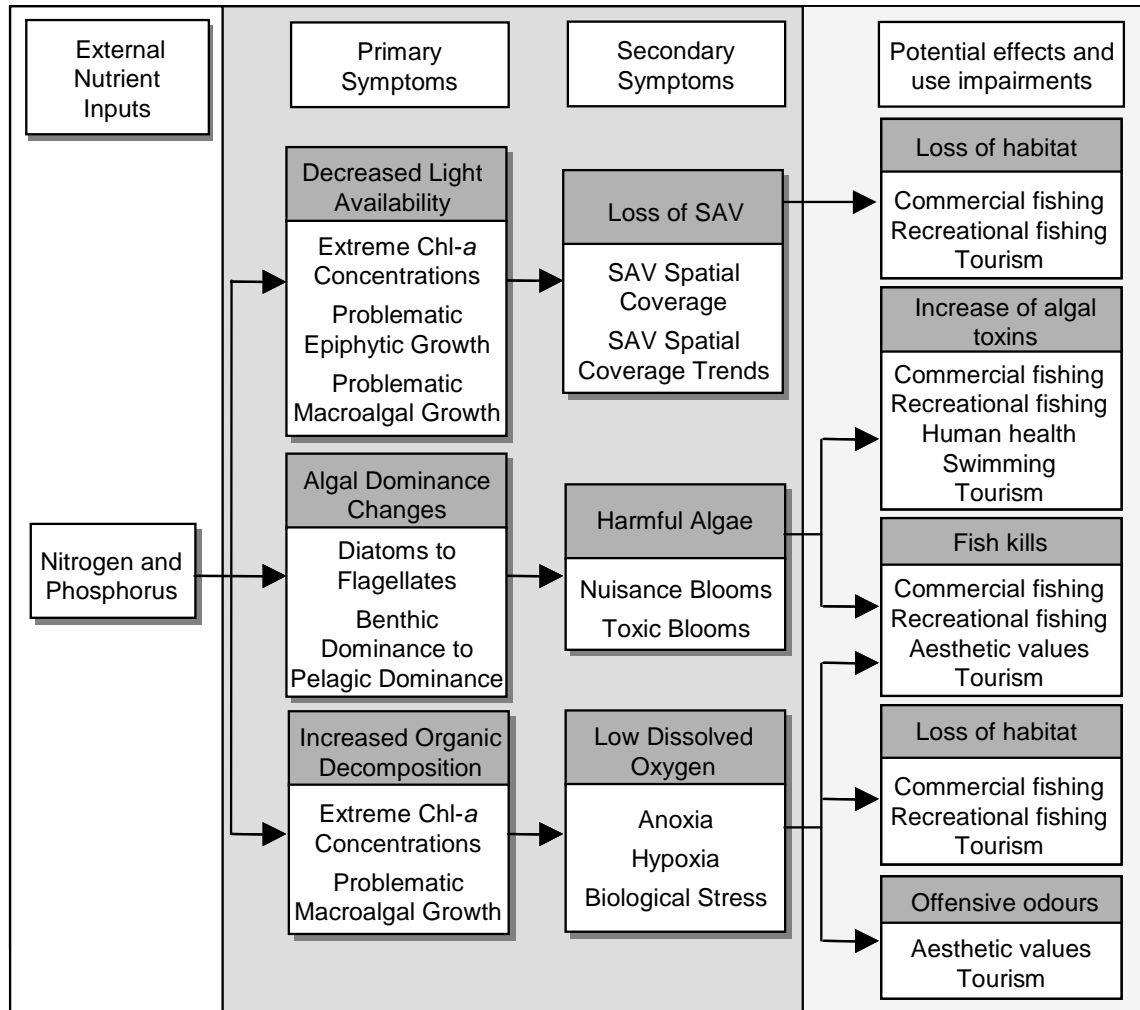 External
Nutrient
Inputs
Primary
Symptoms
Secondary
Symptoms
Potential effects and
use impairments
Nitrogen and
Phosphorus
Decreased Light
Availability
Extreme Chl-a
Concentrations
Problematic
Epiphytic Growth
Problematic
Macroalgal Growth
Algal Dominance
Changes
Diatoms to
Flagellates
Benthic
Dominance to
Pelagic Dominance
Increased Organic
Decomposition
Extreme Chl-a
Concentrations
Problematic
Macroalgal Growth
Loss of SAV
SAV Spatial
Coverage
SAV Spatial
Coverage Trends
Harmful Algae
Nuisance Blooms
Toxic Blooms
Low Dissolved
Oxygen
Anoxia
Hypoxia
Biological Stress
Loss of habitat
Commercial fishing
Recreational fishing
Tourism
Increase of algal
toxins
Commercial fishing
Recreational fishing
Human health
Swimming
Tourism
Fish kills
Commercial fishing
Recreational fishing
Aesthetic values
Tourism
Loss of habitat
Commercial fishing
Recreational fishing
Tourism
Offensive odours
Aesthetic values
Tourism